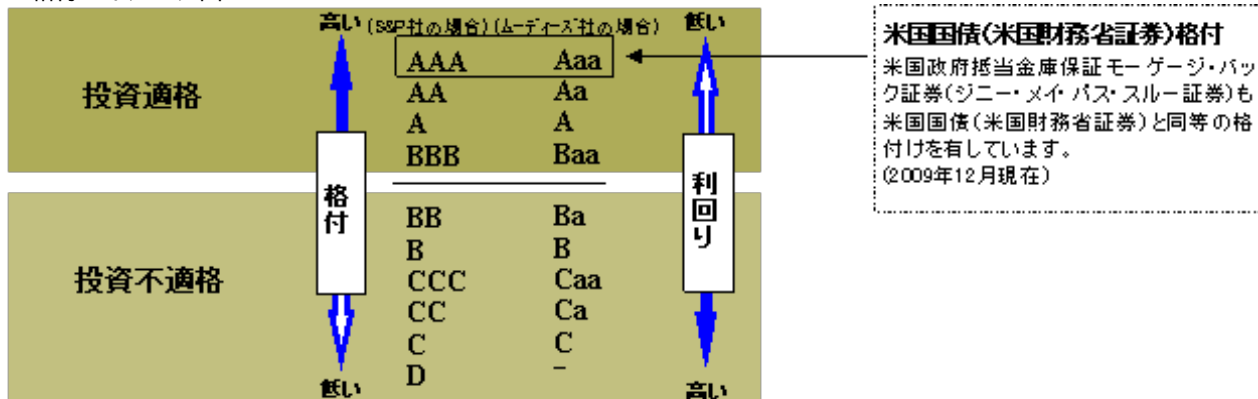 高い (S&P社の場合) (ムーディーズ社の場合) 低い
投資適格
AAA Aaa
AA Aa
A A
BBB Baa
格付
利回り
投資不適格
BB Ba
B B
CCC Caa
CC Ca
C C
D -
低い 高い
米国国債(米国財務省証券)格付
米国政府抵当金庫保証モーゲージ・バッ
ク証券(ジニー・メイ・パス・スルー証券)も
米国国債(米国財務省証券)と同等の格
付けを有しています。
(2009年12月現在)